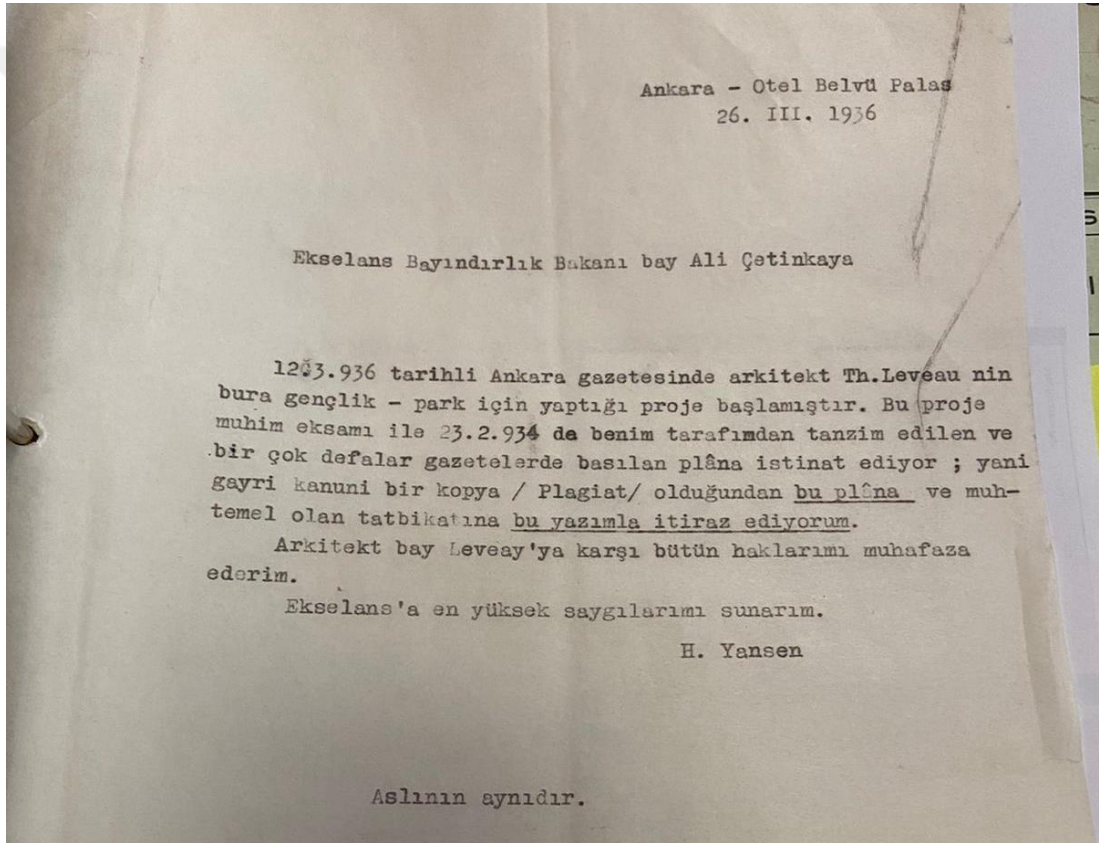 Ankara - Otel Belvü Palas
26. III. 1936
Ekselans Bayındırlık Bakanı bay Ali Çetinkaya
tarihli Ankara gazetesinde arkitekt Th.Leveau nin
bura gençlik - park için yaptığı proje başlamıştır. Bu proje
muhim eksamı ile 23.2.934 de benim tarafımdan tanzim edilen ve
bir çok defalar gazetelerde basılan plâna istinat ediyor ; yani
gayri kanuni bir kopya / Plagiat/ olduğundan bu plâna ve muh-
temel olan tatbikatına bu yazımla itiraz ediyorum.
Arkitekt bay Leveay'ya karşı bütün haklarımı muhafaza
ederim.
Ekselans'a en yüksek saygılarımı sunarım.
H. Yansen
Aslının aynıdır.